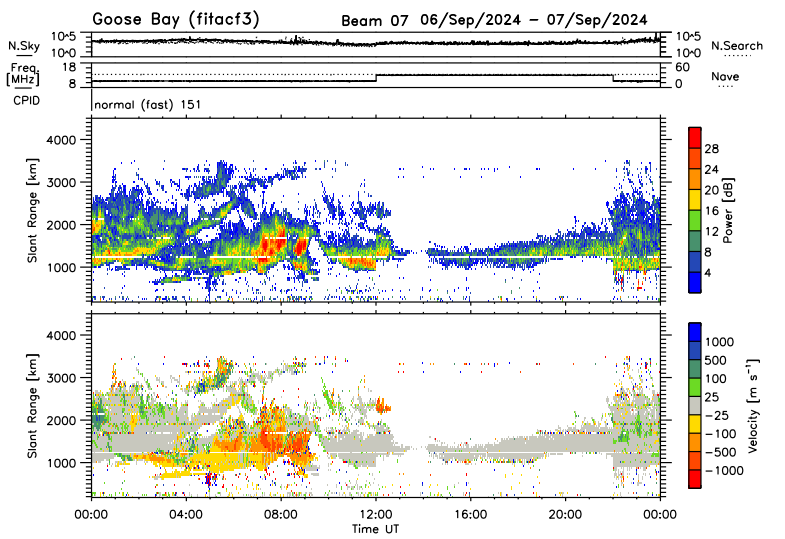 Goose Bay (fitacf3) Beam 07 06/Sep/2024 − 07/Sep/2024
N.Sky 10^5 10^0 10^5 10^0 N.Search
Freq. [MHz] 18 8 60 0 Nave
CPID normal (fast) 151
Slant Range [km]
4000
3000
2000
1000
Power [dB]
28
24
20
16
12
8
4
Slant Range [km]
4000
3000
2000
1000
Velocity [m s⁻¹]
1000
500
100
25
−25
−100
−500
−1000
00:00 04:00 08:00 12:00 16:00 20:00 00:00
Time UT